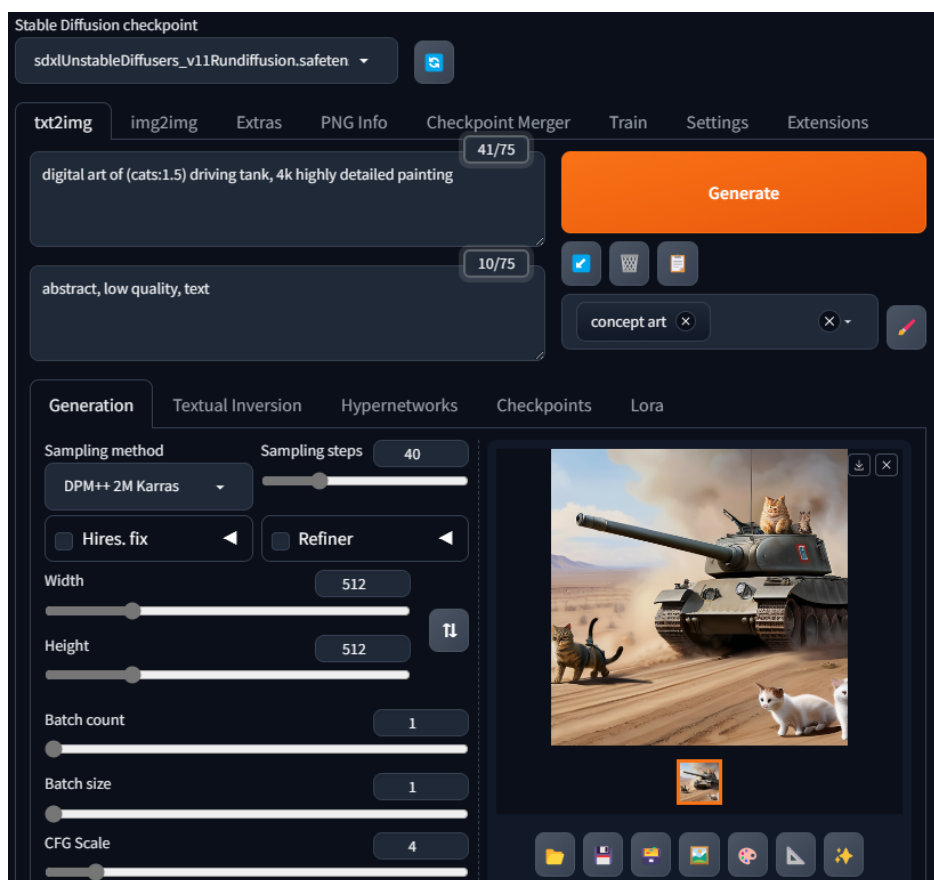 Stable Diffusion checkpoint
sdxlUnstableDiffusers_v11Rundiffusion.safeten
txt2img img2img Extras PNG Info Checkpoint Merger Train Settings Extensions
41/75
digital art of (cats:1.5) driving tank, 4k highly detailed painting
Generate
10/75
abstract, low quality, text
concept art
Generation Textual Inversion Hypernetworks Checkpoints Lora
Sampling method Sampling steps 40
DPM++ 2M Karras
Hires. fix Refiner
Width 512
Height 512
Batch count 1
Batch size 1
CFG Scale 4